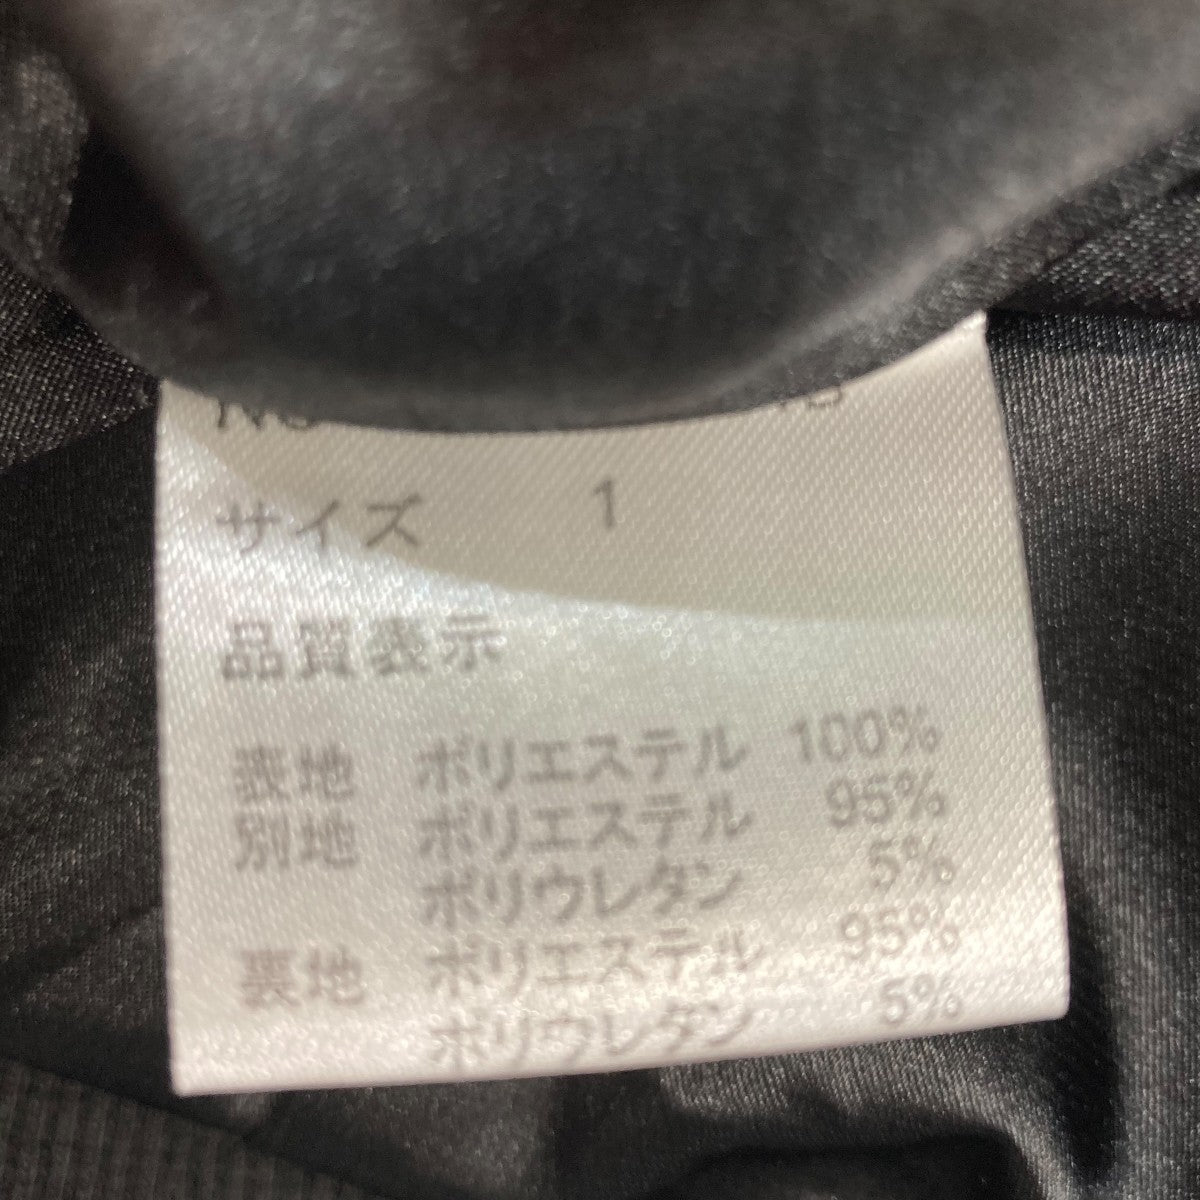 サイズ 1
品質表示
表地 ポリエステル 100%
別地 ポリエステル 95%
ポリウレタン 5%
裏地 ポリエステル 95%
ポリウレタン 5%